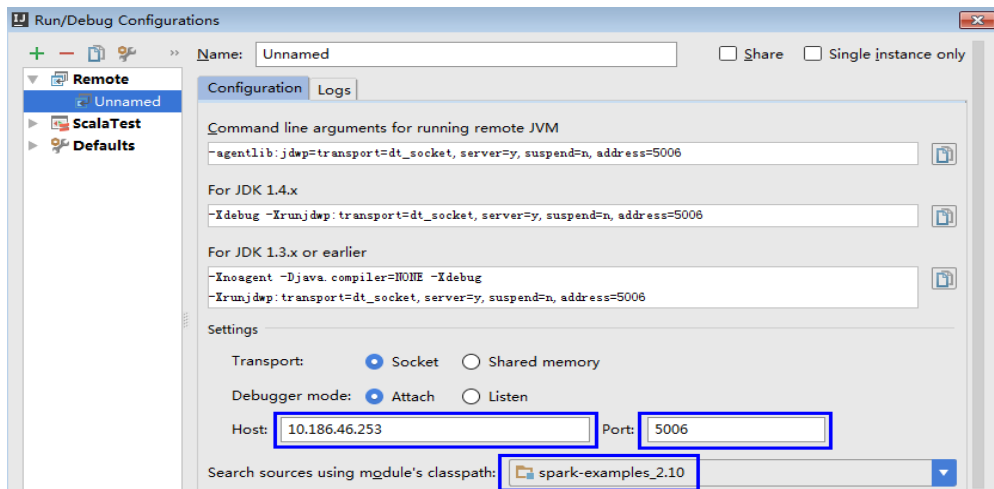 Run/Debug Configurations
Name: Unnamed Share Single instance only
Remote
Unnamed
ScalaTest
Defaults
Configuration Logs
Command line arguments for running remote JVM
-agentlib:jdwp=transport=dt_socket, server=y, suspend=n, address=5006
For JDK 1.4.x
-Xdebug -Xrunjdwp:transport=dt_socket, server=y, suspend=n, address=5006
For JDK 1.3.x or earlier
-Xnoagent -Djava.compiler=NONE -Xdebug
-Xrunjdwp:transport=dt_socket, server=y, suspend=n, address=5006
Settings
Transport: Socket Shared memory
Debugger mode: Attach Listen
Host: 10.186.46.253 Port: 5006
Search sources using module's classpath: spark-examples_2.10